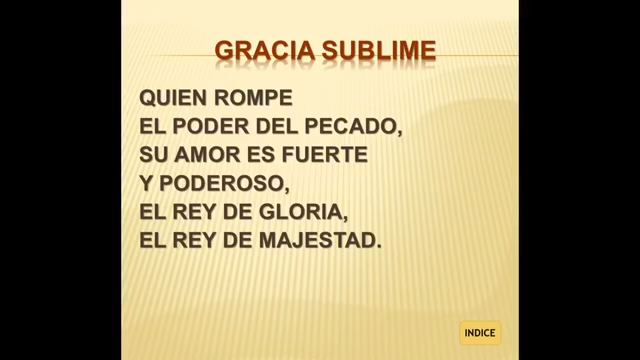 GRACIA SUBLIME
QUIEN ROMPE
EL PODER DEL PECADO,
SU AMOR ES FUERTE
Y PODEROSO,
EL REY DE GLORIA,
EL REY DE MAJESTAD.
INDICE